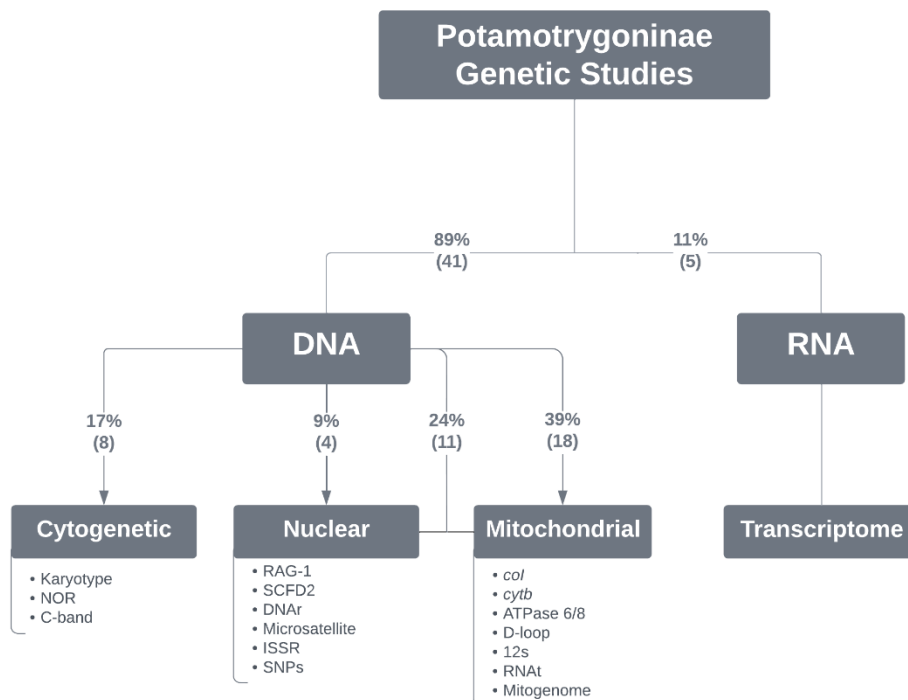 Potamotrygoninae
Genetic Studies
89%
(41)
11%
(5)
DNA
RNA
17%
(8)
9%
(4)
24%
(11)
39%
(18)
Cytogenetic
Nuclear
Mitochondrial
Transcriptome
• Karyotype
• NOR
• C-band
• RAG-1
• SCFD2
• DNAr
• Microsatellite
• ISSR
• SNPs
• coI
• cytb
• ATPase 6/8
• D-loop
• 12s
• RNAt
• Mitogenome